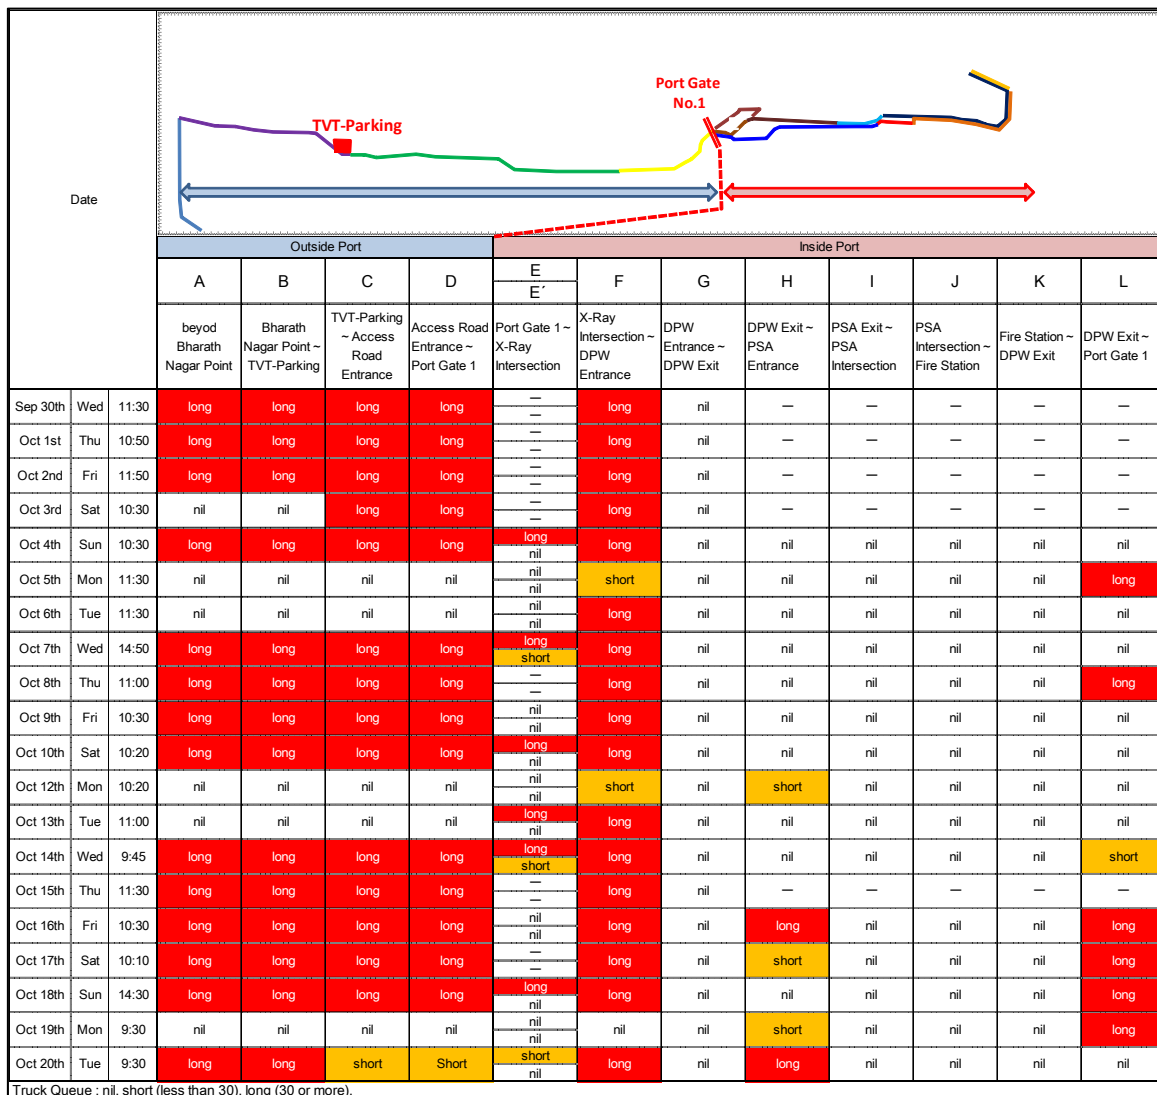 Port Gate
No.1
TVT-Parking
Date
Outside Port Inside Port
A B C D E F G H I J K L
E´
beyod Bharath Nagar Point
Bharath Nagar Point ~ TVT-Parking
TVT-Parking ~ Access Road Entrance
Access Road Entrance ~ Port Gate 1
Port Gate 1 ~ X-Ray Intersection
X-Ray Intersection ~ DPW Entrance
DPW Entrance ~ DPW Exit
DPW Exit ~ PSA Entrance
PSA Exit ~ PSA Intersection
PSA Intersection ~ Fire Station
Fire Station ~ DPW Exit
DPW Exit ~ Port Gate 1
Sep 30th Wed 11:30 long long long long — — long nil — — — — —
Oct 1st Thu 10:50 long long long long — — long nil — — — — —
Oct 2nd Fri 11:50 long long long long — — long nil — — — — —
Oct 3rd Sat 10:30 nil nil long long — — long nil — — — — —
Oct 4th Sun 10:30 long long long long long nil long nil nil nil nil nil nil
Oct 5th Mon 11:30 nil nil nil nil nil nil short nil nil nil nil nil long
Oct 6th Tue 11:30 nil nil nil nil nil nil long nil nil nil nil nil nil
Oct 7th Wed 14:50 long long long long long short long nil nil nil nil nil nil
Oct 8th Thu 11:00 long long long long — — long nil nil nil nil nil long
Oct 9th Fri 10:30 long long long long nil nil long nil nil nil nil nil nil
Oct 10th Sat 10:20 long long long long long nil long nil nil nil nil nil nil
Oct 12th Mon 10:20 nil nil nil nil nil nil short nil short nil nil nil nil
Oct 13th Tue 11:00 nil nil nil nil long nil long nil nil nil nil nil nil
Oct 14th Wed 9:45 long long long long long short long nil nil nil nil nil short
Oct 15th Thu 11:30 long long long long — — long nil — — — — —
Oct 16th Fri 10:30 long long long long nil nil long nil long nil nil nil long
Oct 17th Sat 10:10 long long long long — — long nil short nil nil nil long
Oct 18th Sun 14:30 long long long long long nil long nil nil nil nil nil long
Oct 19th Mon 9:30 nil nil nil nil nil nil nil nil short nil nil nil long
Oct 20th Tue 9:30 long long short Short short nil long nil long nil nil nil nil
Truck Queue : nil, short (less than 30), long (30 or more).